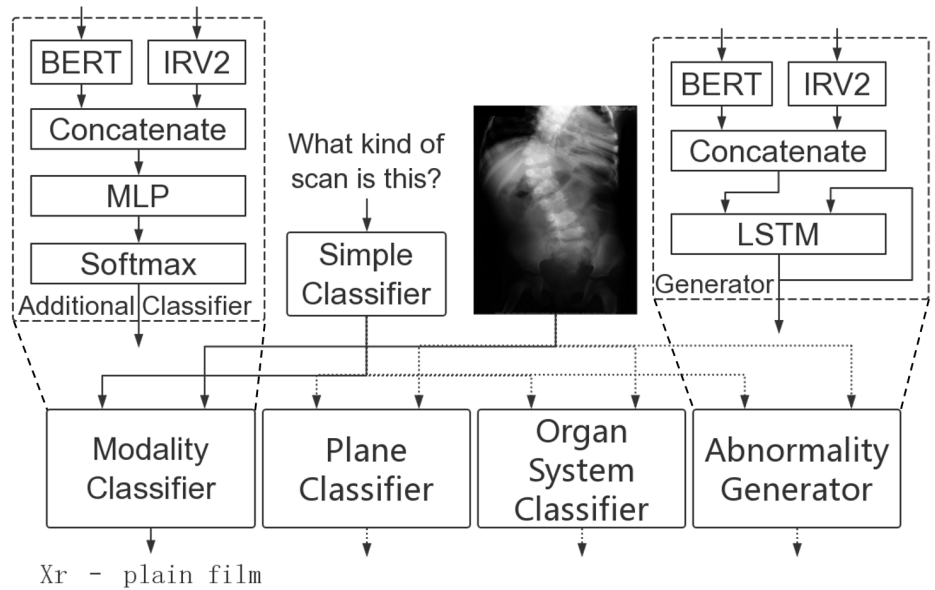 BERT
IRV2
Concatenate
MLP
Softmax
Additional Classifier
What kind of
scan is this?
Simple
Classifier
BERT
IRV2
Concatenate
LSTM
Generator
Modality
Classifier
Plane
Classifier
Organ
System
Classifier
Abnormality
Generator
Xr - plain film